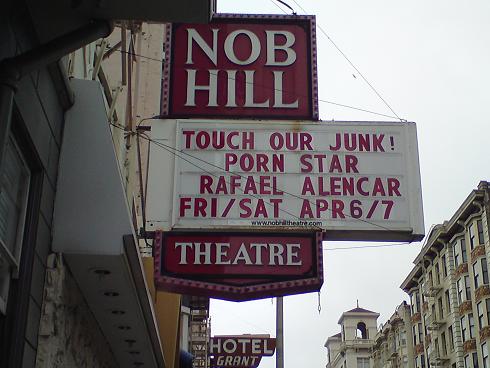 NOB
HILL
TOUCH OUR JUNK!
PORN STAR
RAFAEL ALENCAR
FRI/SAT APR 6/7
www.nobhilltheatre.com
THEATRE
HOTEL
GRANT